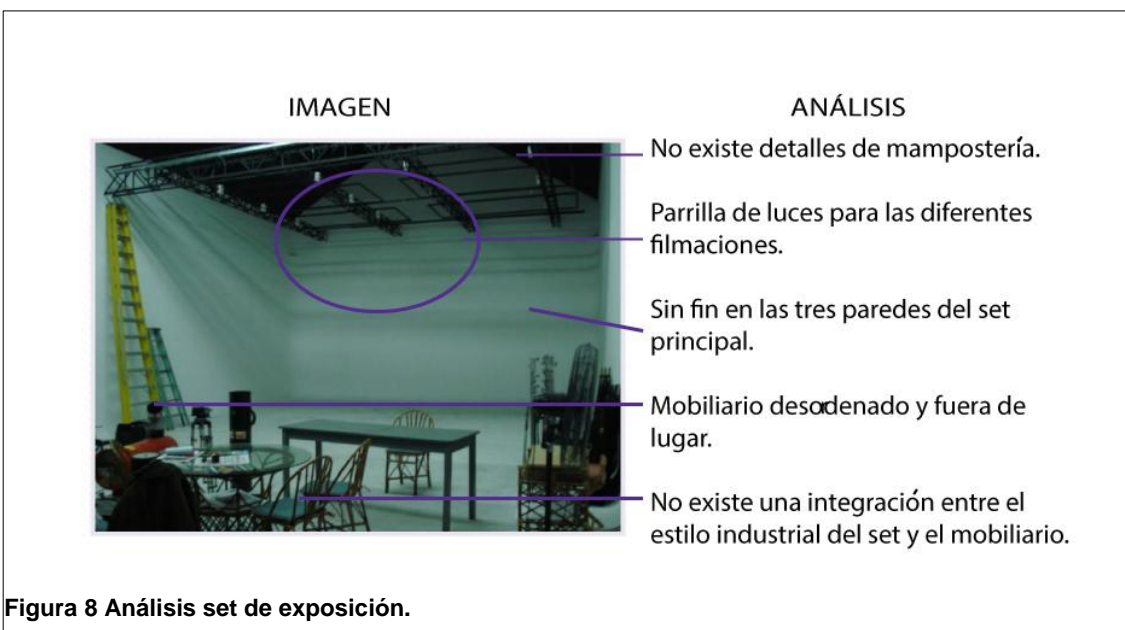 IMAGEN
ANÁLISIS
No existe detalles de mampostería.
Parrilla de luces para las diferentes
filmaciones.
Sin fin en las tres paredes del set
principal.
Mobiliario desordenado y fuera de
lugar.
No existe una integración entre el
estilo industrial del set y el mobiliario.
Figura 8 Análisis set de exposición.